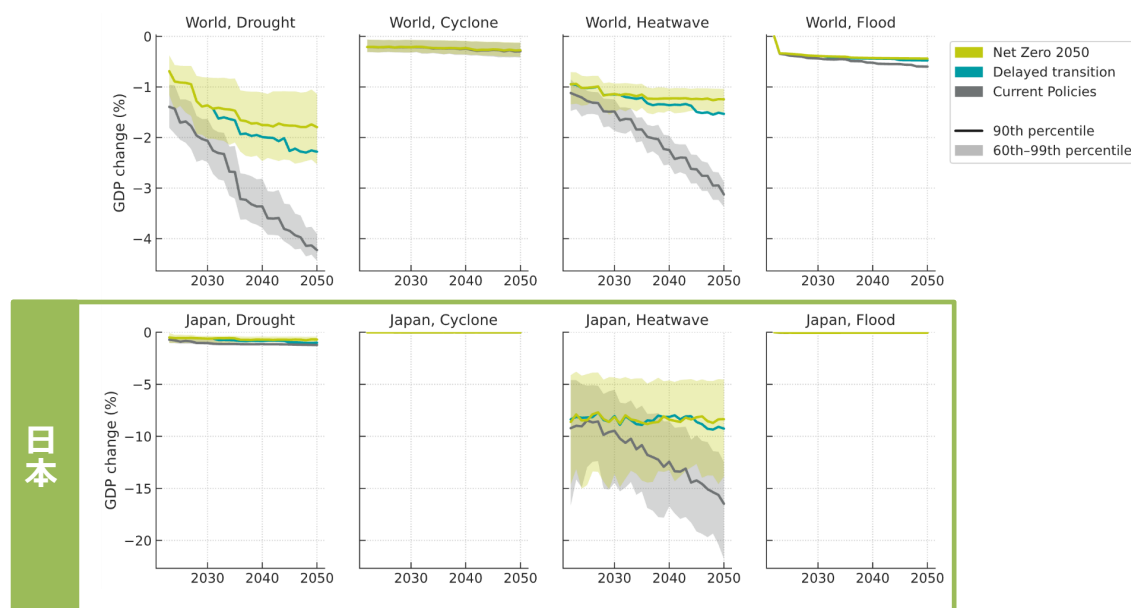 World, Drought
World, Cyclone
World, Heatwave
World, Flood
GDP change (%)
0
−1
−2
−3
−4
2030 2040 2050
2030 2040 2050
2030 2040 2050
2030 2040 2050
Net Zero 2050
Delayed transition
Current Policies
90th percentile
60th–99th percentile
日本
Japan, Drought
Japan, Cyclone
Japan, Heatwave
Japan, Flood
GDP change (%)
0
−5
−10
−15
−20
2030 2040 2050
2030 2040 2050
2030 2040 2050
2030 2040 2050